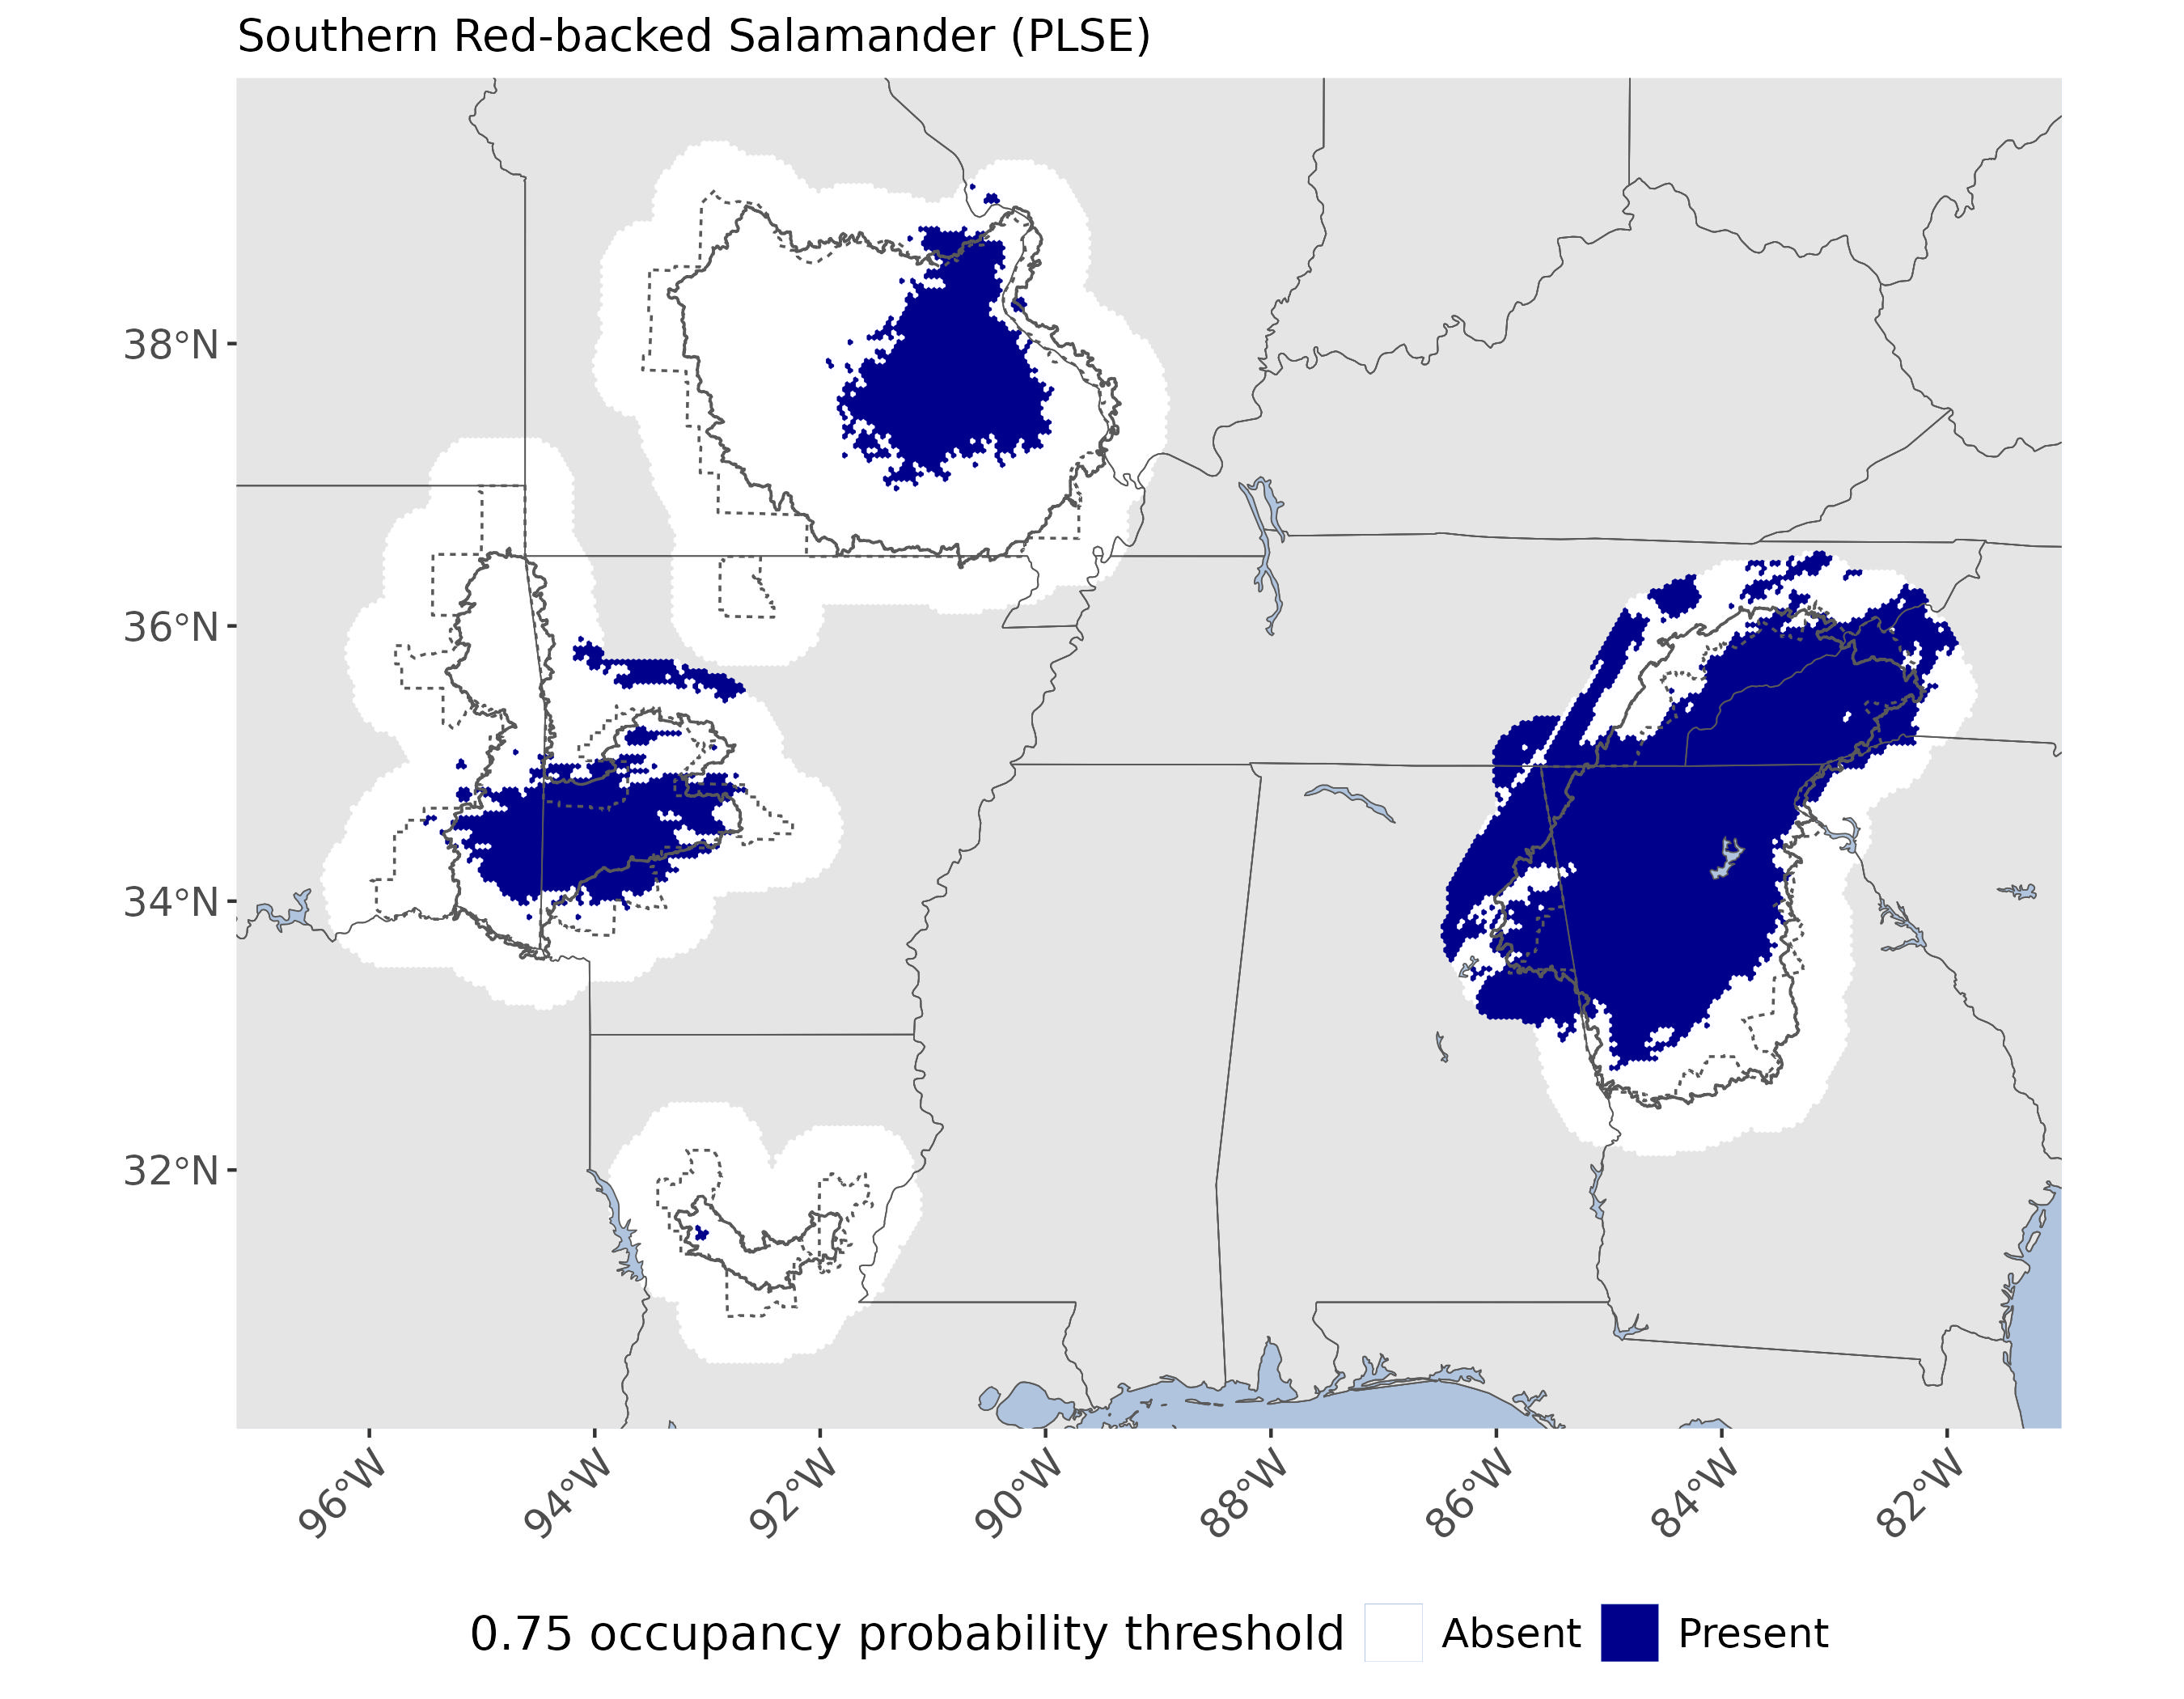 Southern Red-backed Salamander (PLSE)
38°N
36°N
34°N
32°N
96°W
94°W
92°W
90°W
88°W
86°W
84°W
82°W
0.75 occupancy probability threshold Absent Present